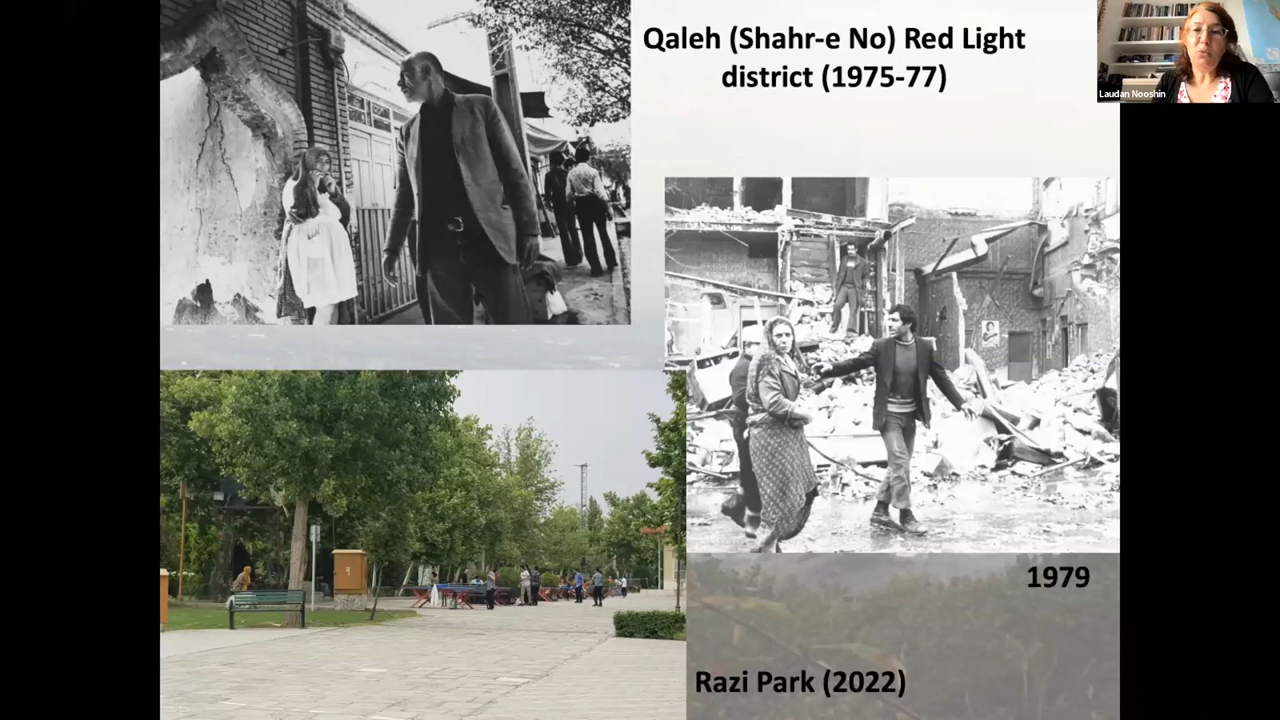 Qaleh (Shahr-e No) Red Light
district (1975-77)
Laudan Nooshin
1979
Razi Park (2022)